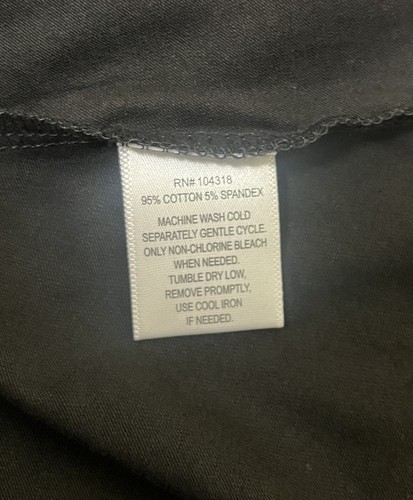 RN# 104318
95% COTTON 5% SPANDEX
MACHINE WASH COLD
SEPARATELY GENTLE CYCLE.
ONLY NON-CHLORINE BLEACH
WHEN NEEDED.
TUMBLE DRY LOW,
REMOVE PROMPTLY,
USE COOL IRON
IF NEEDED.